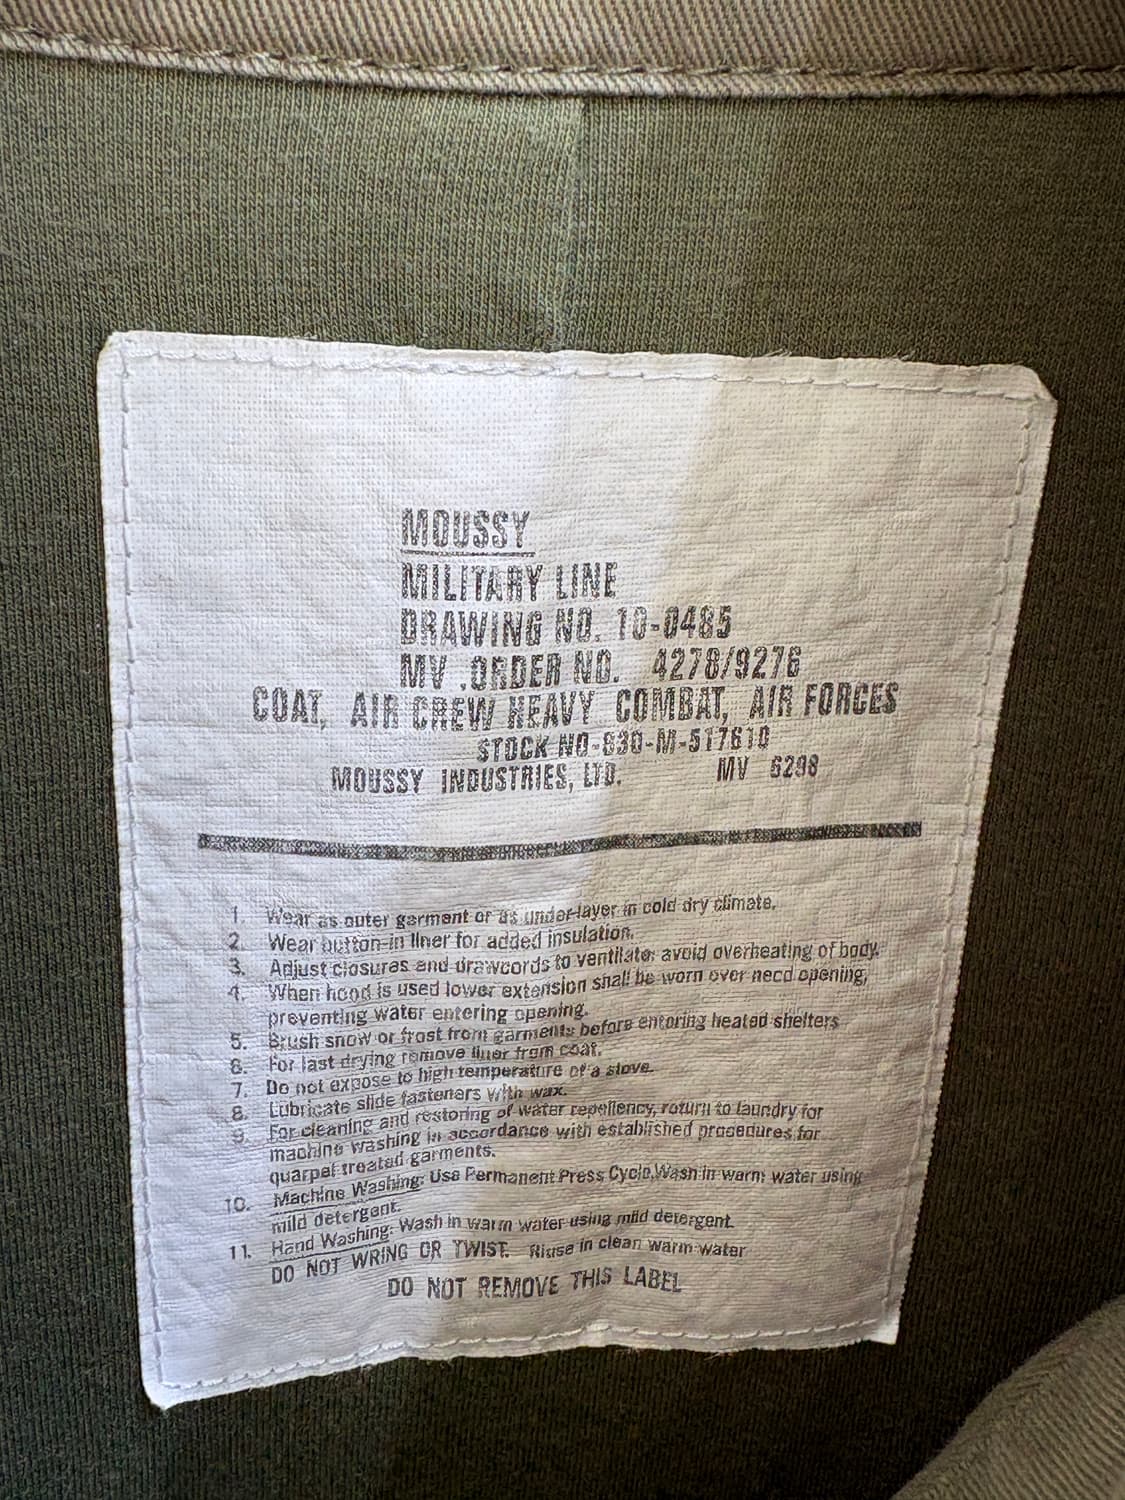 MOUSSY
MILITARY LINE
DRAWING NO. 10-0485
MV .ORDER NO. 4278/9276
COAT, AIR CREW HEAVY COMBAT, AIR FORCES
STOCK NO-830-M-517610
MOUSSY INDUSTRIES, LTD. MV 6298
1. Wear as outer garment or as under-layer in cold dry climate.
2. Wear button-in liner for added insulation.
3. Adjust closures and drawcords to ventilate; avoid overheating of body.
4. When hood is used lower extension shall be worn over necd opening,
preventing water entering opening.
5. Brush snow or frost from garments before entering heated shelters
6. For last drying remove liner from coat.
7. Do not expose to high temperature of a stove.
8. Lubricate slide fasteners with wax.
9. For cleaning and restoring of water repellency, return to laundry for
machine washing in accordance with established procedures for
quarpel treated garments.
10. Machine Washing: Use Permanent Press Cycle.Wash in warm water using
mild detergent.
11. Hand Washing: Wash in warm water using mild detergent.
DO NOT WRING OR TWIST. Rinse in clean warm water
DO NOT REMOVE THIS LABEL